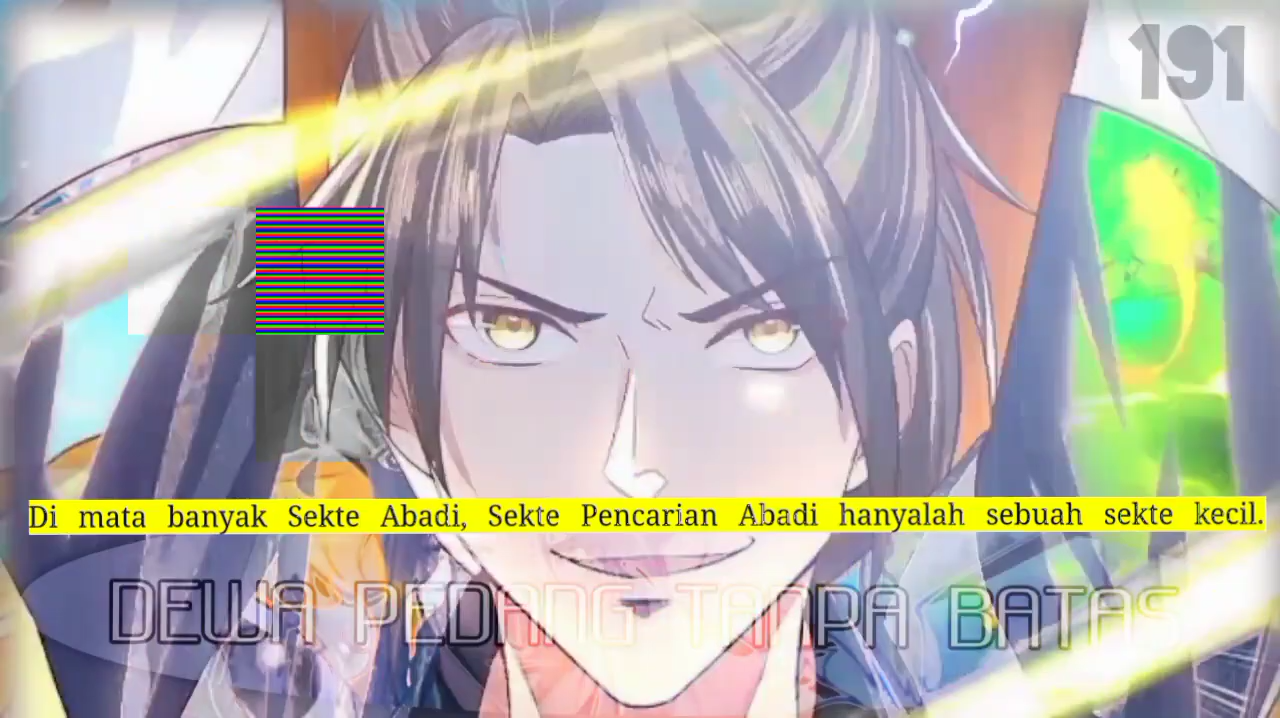 191
Di mata banyak Sekte Abadi, Sekte Pencarian Abadi hanyalah sebuah sekte kecil.
DEWA PEDANG TANPA BATAS